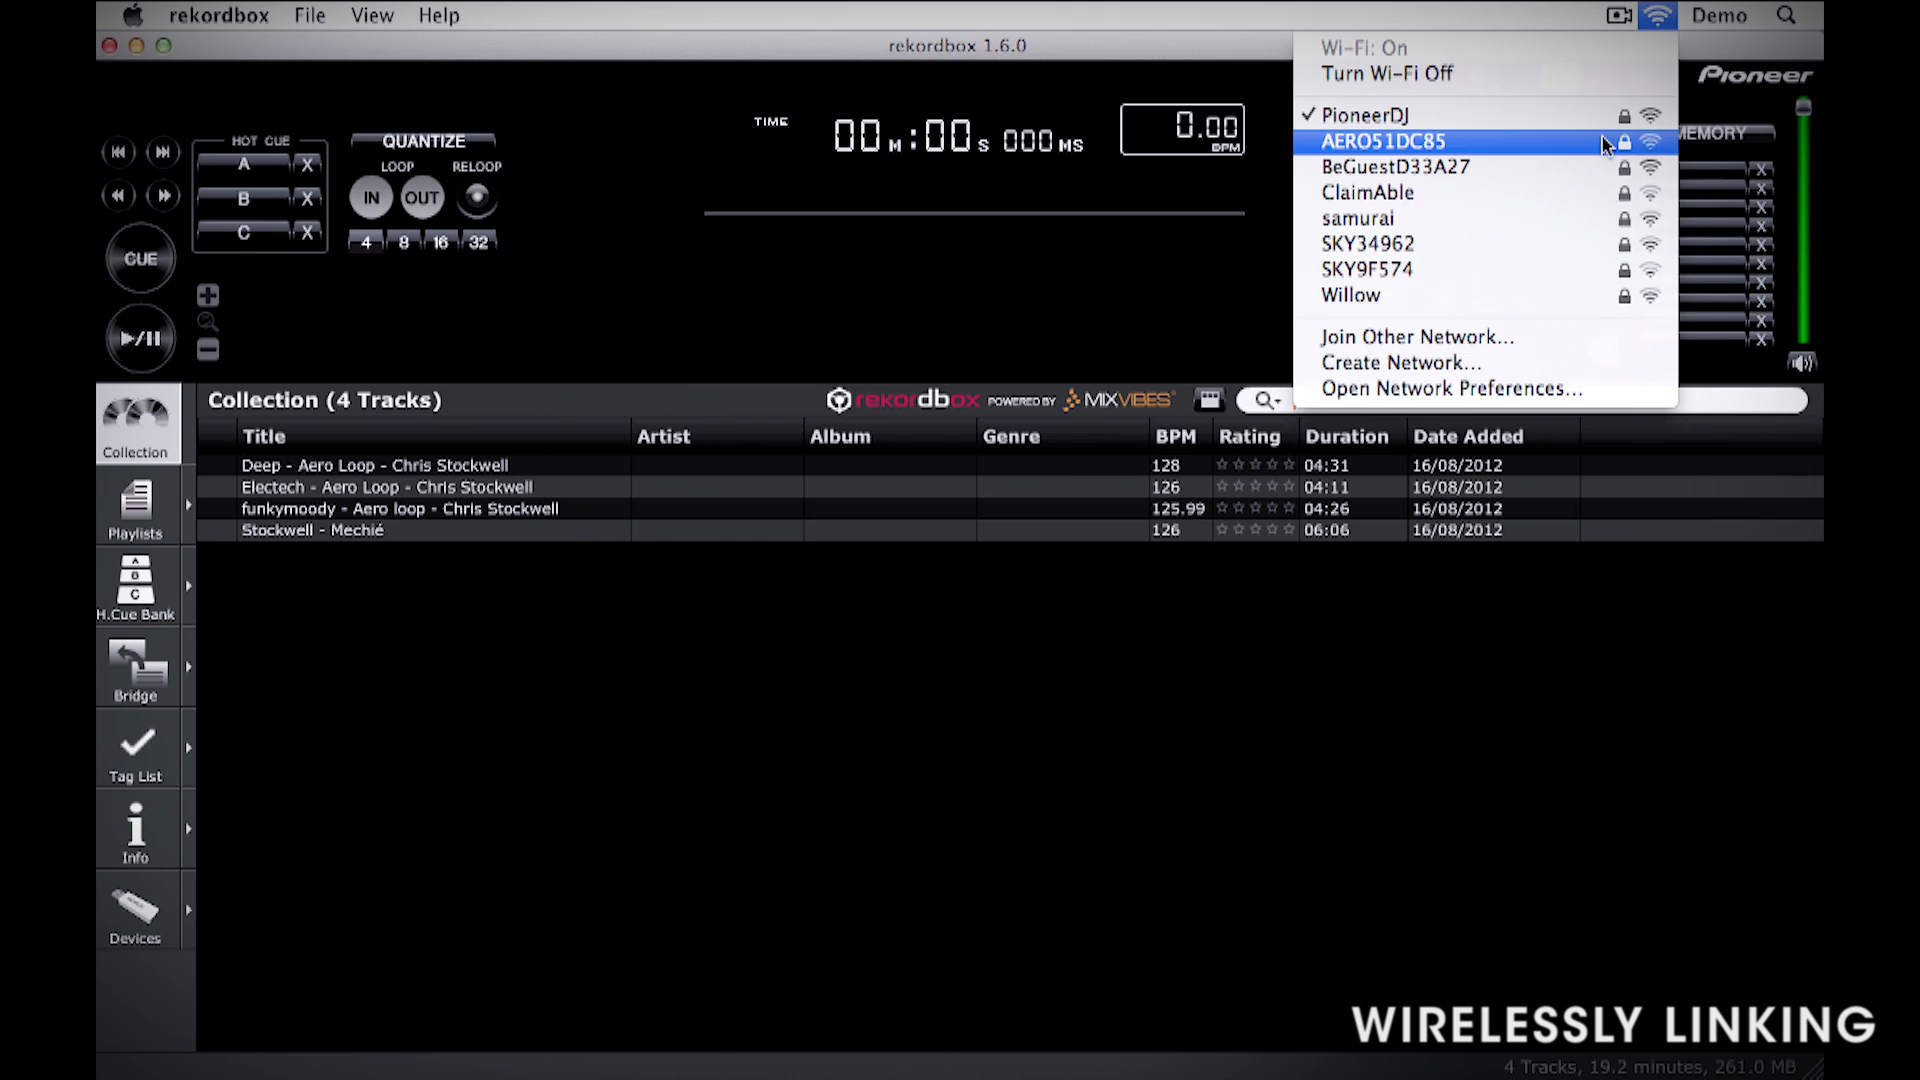 rekordbox File View Help Demo
rekordbox 1.6.0
Wi-Fi: On
Turn Wi-Fi Off
PioneerDJ
AERO51DC85
BeGuestD33A27
ClaimAble
samurai
SKY34962
SKY9F574
Willow
Join Other Network...
Create Network...
Open Network Preferences...
Pioneer
MEMORY
X
X
X
X
X
X
X
X
X
X
HOT CUE
A X
B X
C X
QUANTIZE
LOOP RELOOP
IN OUT
4 8 16 32
TIME
00 M : 00 S 000 MS
0.00
BPM
CUE
Collection (4 Tracks)
rekordbox POWERED BY MIXVIBES
Title Artist Album Genre BPM Rating Duration Date Added
Deep - Aero Loop - Chris Stockwell 128 04:31 16/08/2012
Electech - Aero Loop - Chris Stockwell 126 04:11 16/08/2012
funkymoody - Aero loop - Chris Stockwell 125.99 04:26 16/08/2012
Stockwell - Mechié 126 06:06 16/08/2012
Collection
Playlists
A
B
C
H.Cue Bank
Bridge
Tag List
Info
Devices
WIRELESSLY LINKING
4 Tracks, 19.2 minutes, 261.0 MB